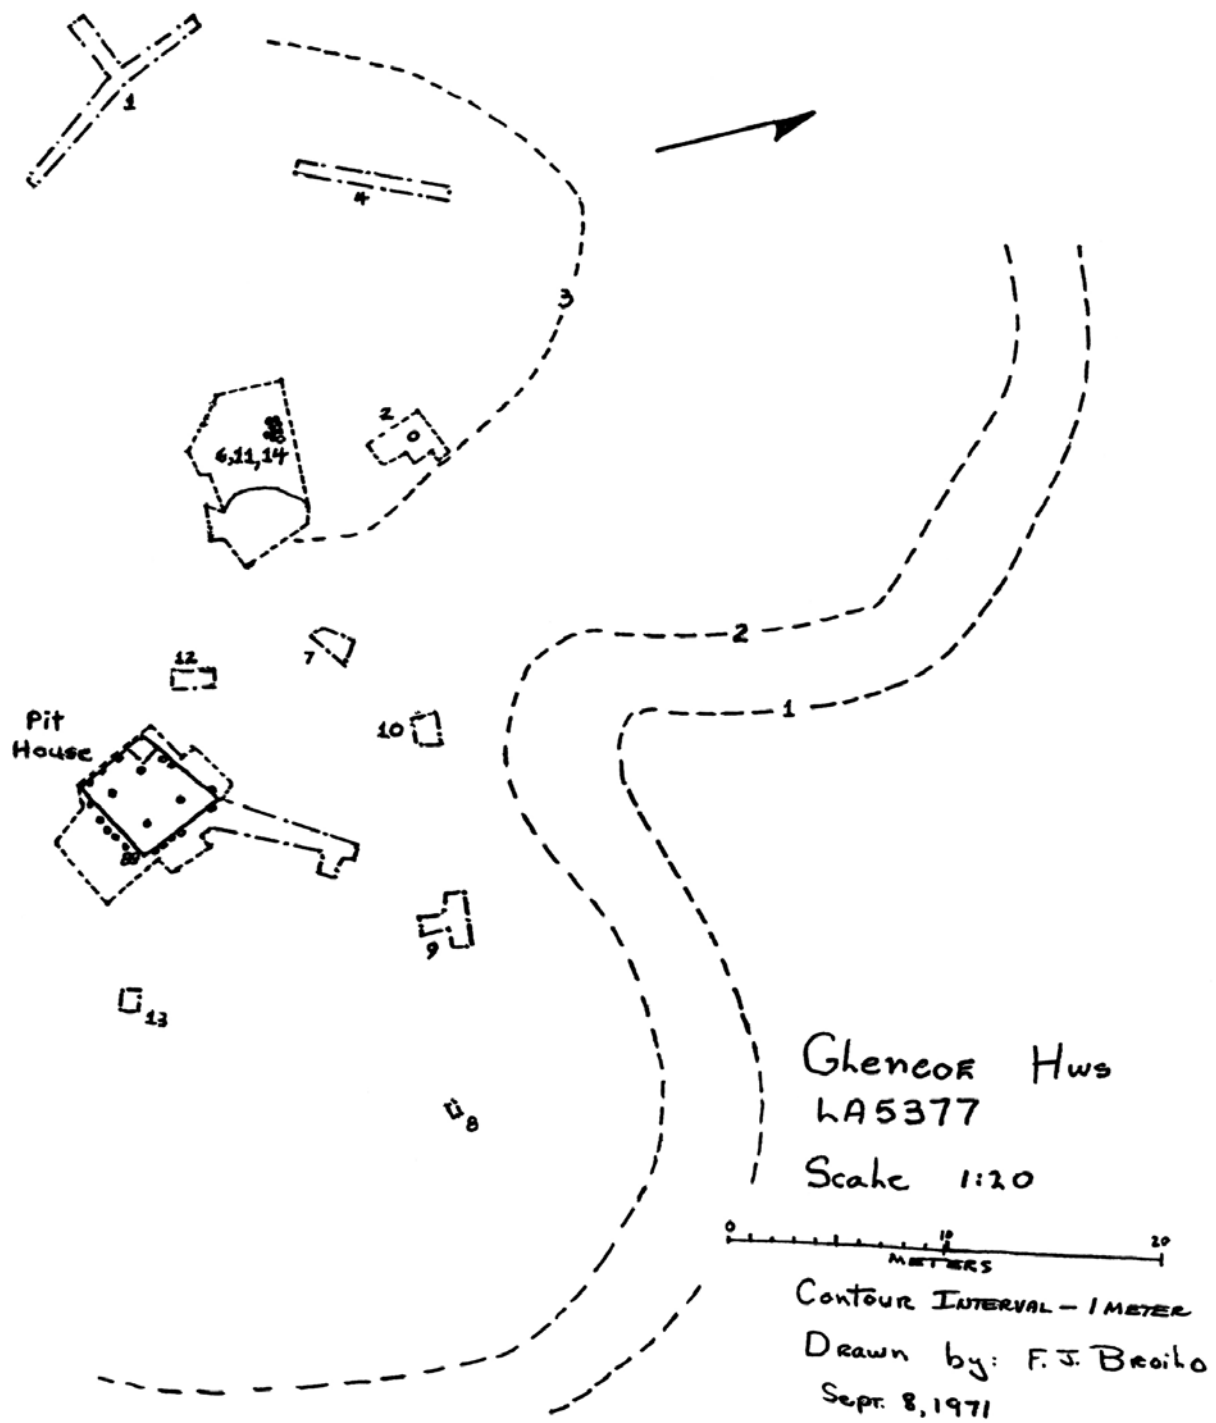 1
4
3
2
6,11,14
2
7
12
10
1
Pit
House
9
13
8
Glencoe Hws
LA5377
Scale 1:20
0 10 20
METERS
Contour INTERVAL - 1 METER
Drawn by: F.J. Broilo
Sept. 8, 1971